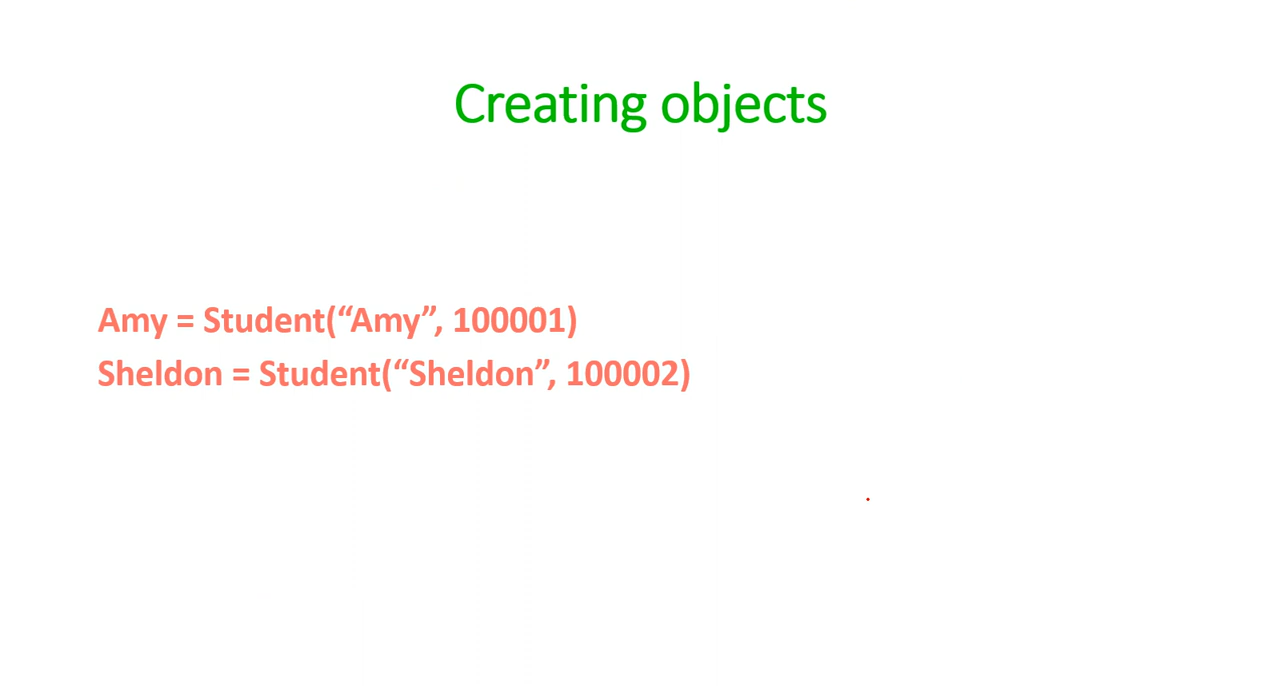 Creating objects
Amy = Student(“Amy”, 100001)
Sheldon = Student(“Sheldon”, 100002)